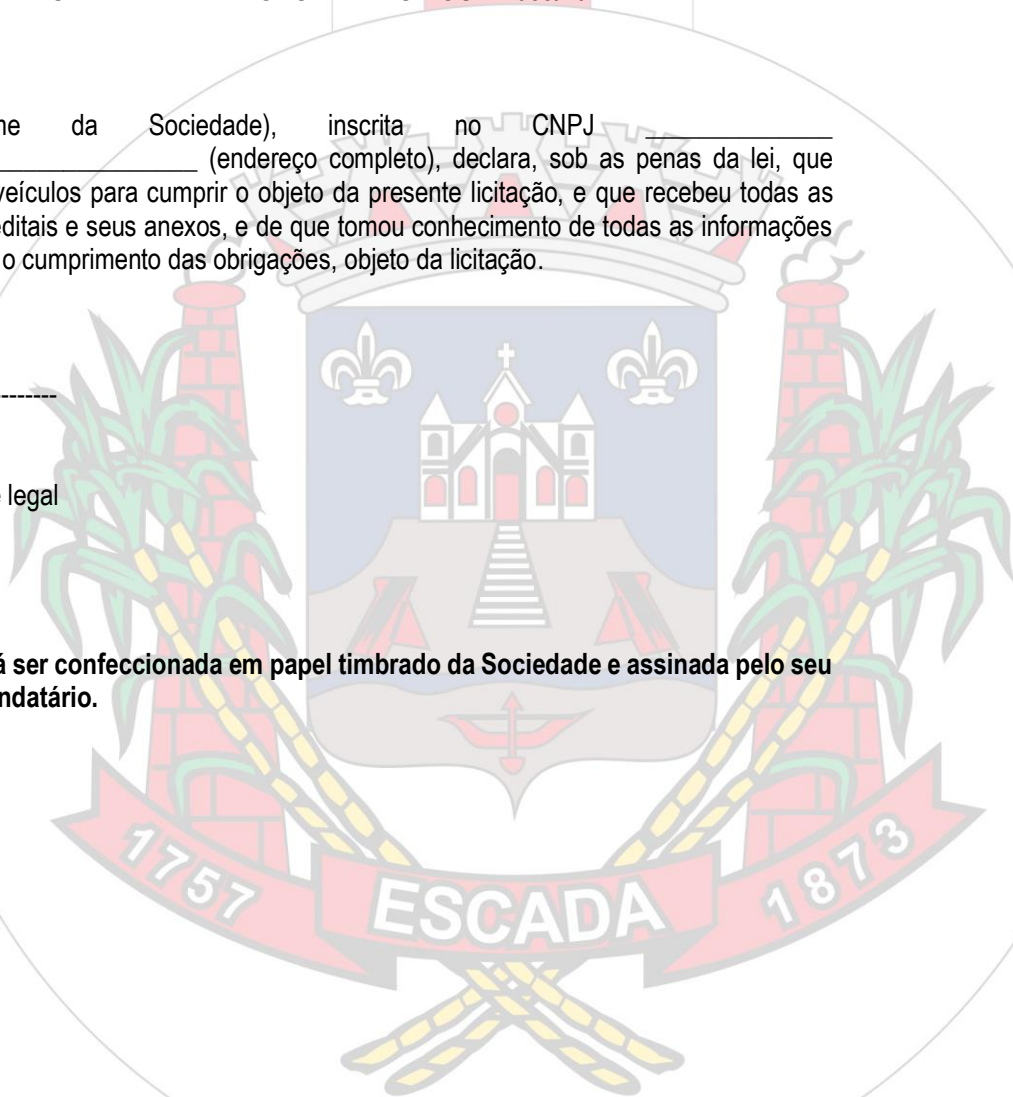 da Sociedade), inscrita no CNPJ _______________
________________ (endereço completo), declara, sob as penas da lei, que
veículos para cumprir o objeto da presente licitação, e que recebeu todas as
editais e seus anexos, e de que tomou conhecimento de todas as informações
o cumprimento das obrigações, objeto da licitação.
--------
legal
ser confeccionada em papel timbrado da Sociedade e assinada pelo seu
ndatário.
1757 ESCADA 1873